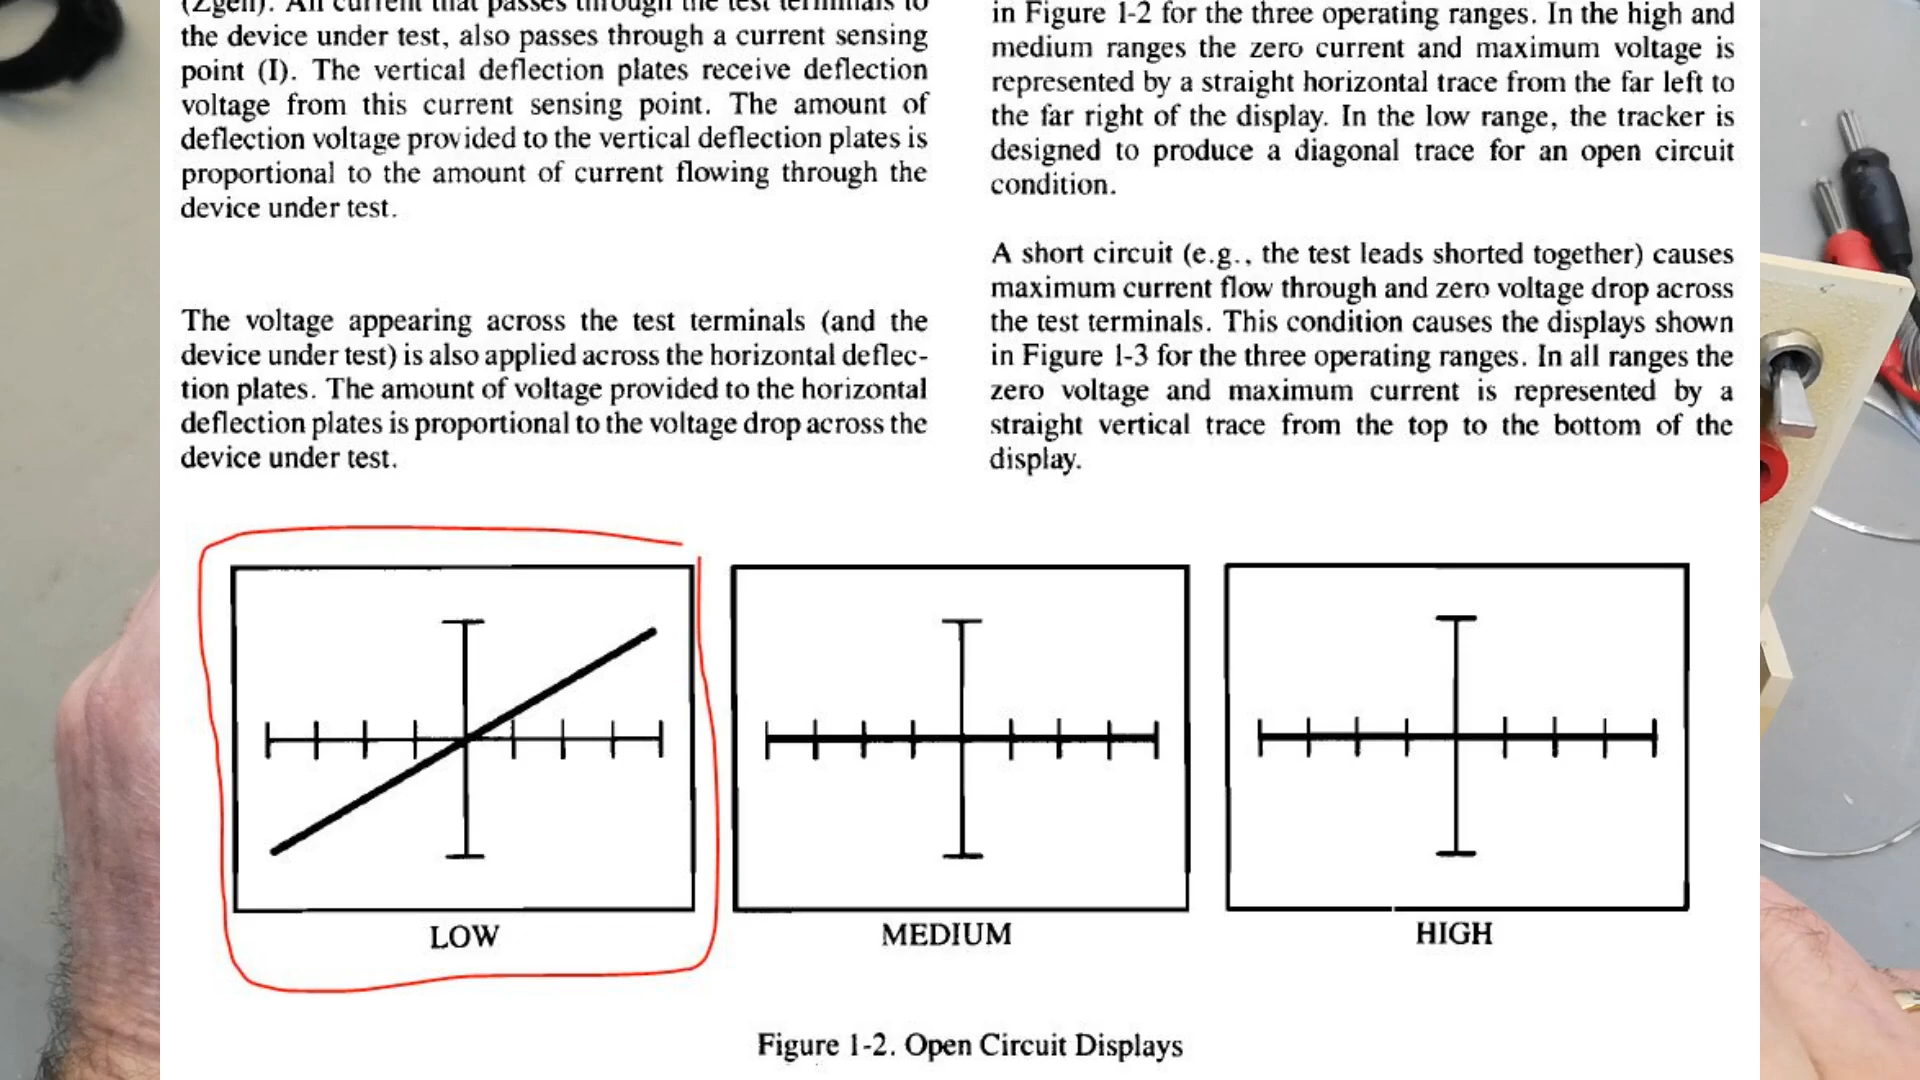 (Zgen). All current that passes through the test terminals to
the device under test, also passes through a current sensing
point (I). The vertical deflection plates receive deflection
voltage from this current sensing point. The amount of
deflection voltage provided to the vertical deflection plates is
proportional to the amount of current flowing through the
device under test.
The voltage appearing across the test terminals (and the
device under test) is also applied across the horizontal deflec-
tion plates. The amount of voltage provided to the horizontal
deflection plates is proportional to the voltage drop across the
device under test.
in Figure 1-2 for the three operating ranges. In the high and
medium ranges the zero current and maximum voltage is
represented by a straight horizontal trace from the far left to
the far right of the display. In the low range, the tracker is
designed to produce a diagonal trace for an open circuit
condition.
A short circuit (e.g., the test leads shorted together) causes
maximum current flow through and zero voltage drop across
the test terminals. This condition causes the displays shown
in Figure 1-3 for the three operating ranges. In all ranges the
zero voltage and maximum current is represented by a
straight vertical trace from the top to the bottom of the
display.
LOW
MEDIUM
HIGH
Figure 1-2. Open Circuit Displays